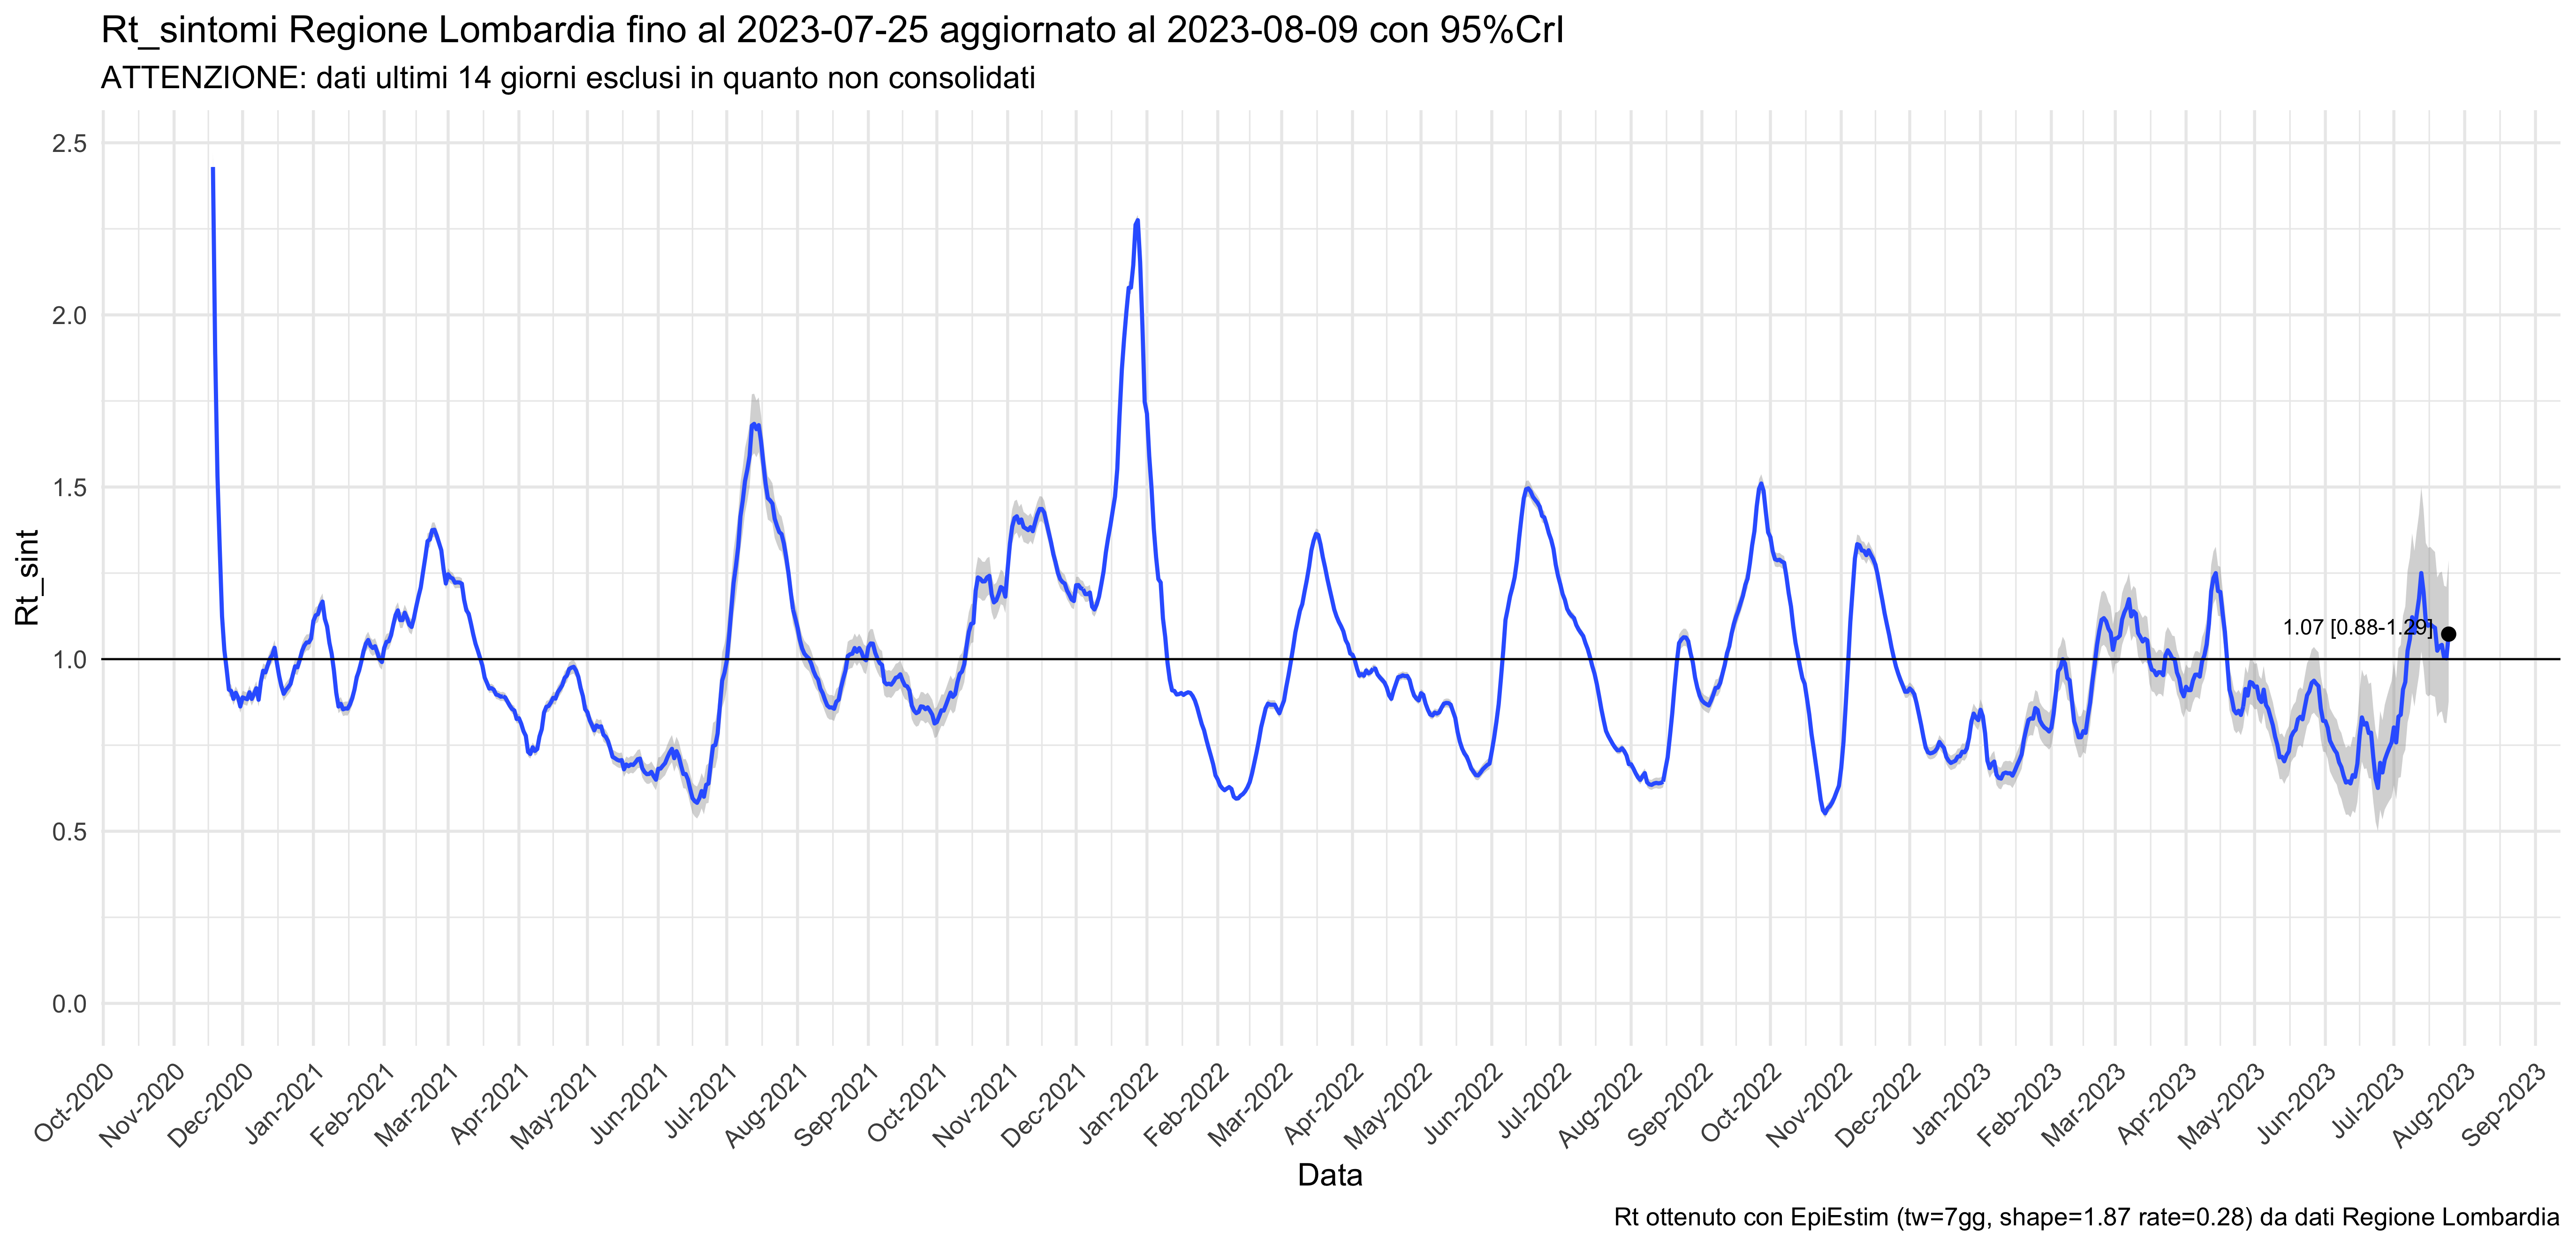 Rt_sintomi Regione Lombardia fino al 2023-07-25 aggiornato al 2023-08-09 con 95%CrI
ATTENZIONE: dati ultimi 14 giorni esclusi in quanto non consolidati
Rt_sint
2.5
2.0
1.5
1.0
0.5
0.0
1.07 [0.88-1.29]
Oct-2020
Nov-2020
Dec-2020
Jan-2021
Feb-2021
Mar-2021
Apr-2021
May-2021
Jun-2021
Jul-2021
Aug-2021
Sep-2021
Oct-2021
Nov-2021
Dec-2021
Jan-2022
Feb-2022
Mar-2022
Apr-2022
May-2022
Jun-2022
Jul-2022
Aug-2022
Sep-2022
Oct-2022
Nov-2022
Dec-2022
Jan-2023
Feb-2023
Mar-2023
Apr-2023
May-2023
Jun-2023
Jul-2023
Aug-2023
Sep-2023
Data
Rt ottenuto con EpiEstim (tw=7gg, shape=1.87 rate=0.28) da dati Regione Lombardia